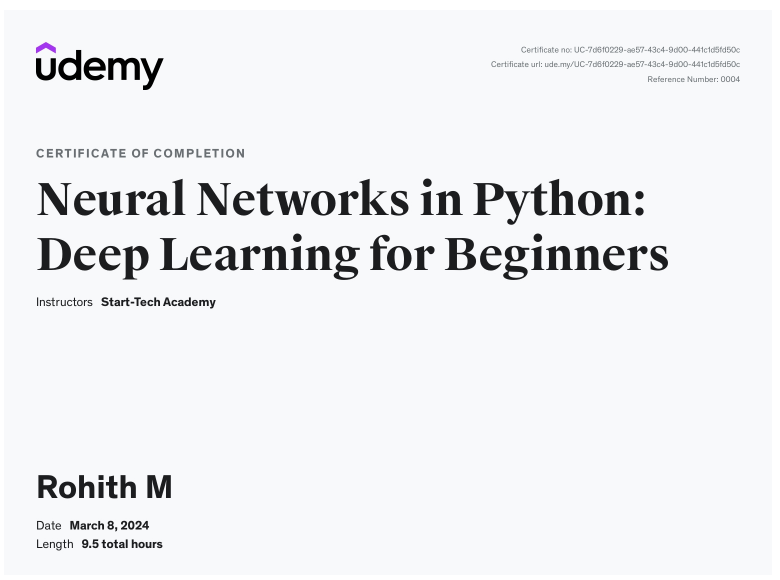 udemy
Certificate no: UC-7d6f0229-ae57-43c4-9d00-441c1d5fd50c
Certificate url: ude.my/UC-7d6f0229-ae57-43c4-9d00-441c1d5fd50c
Reference Number: 0004
CERTIFICATE OF COMPLETION
Neural Networks in Python:
Deep Learning for Beginners
Instructors Start-Tech Academy
Rohith M
Date March 8, 2024
Length 9.5 total hours